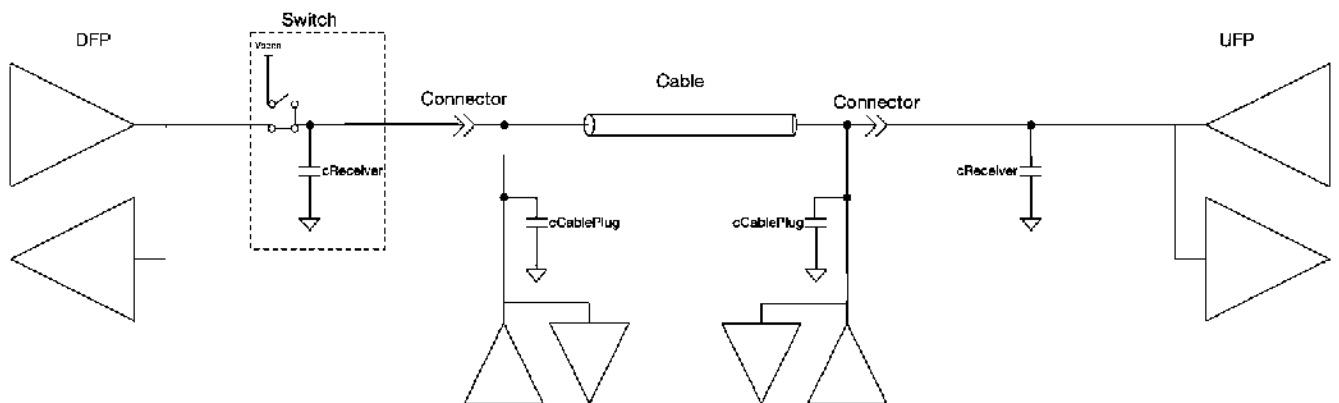 Switch
DFP
UFP
Vconn
Cable
Connector
Connector
cReceiver
cReceiver
cCablePlug
cCablePlug